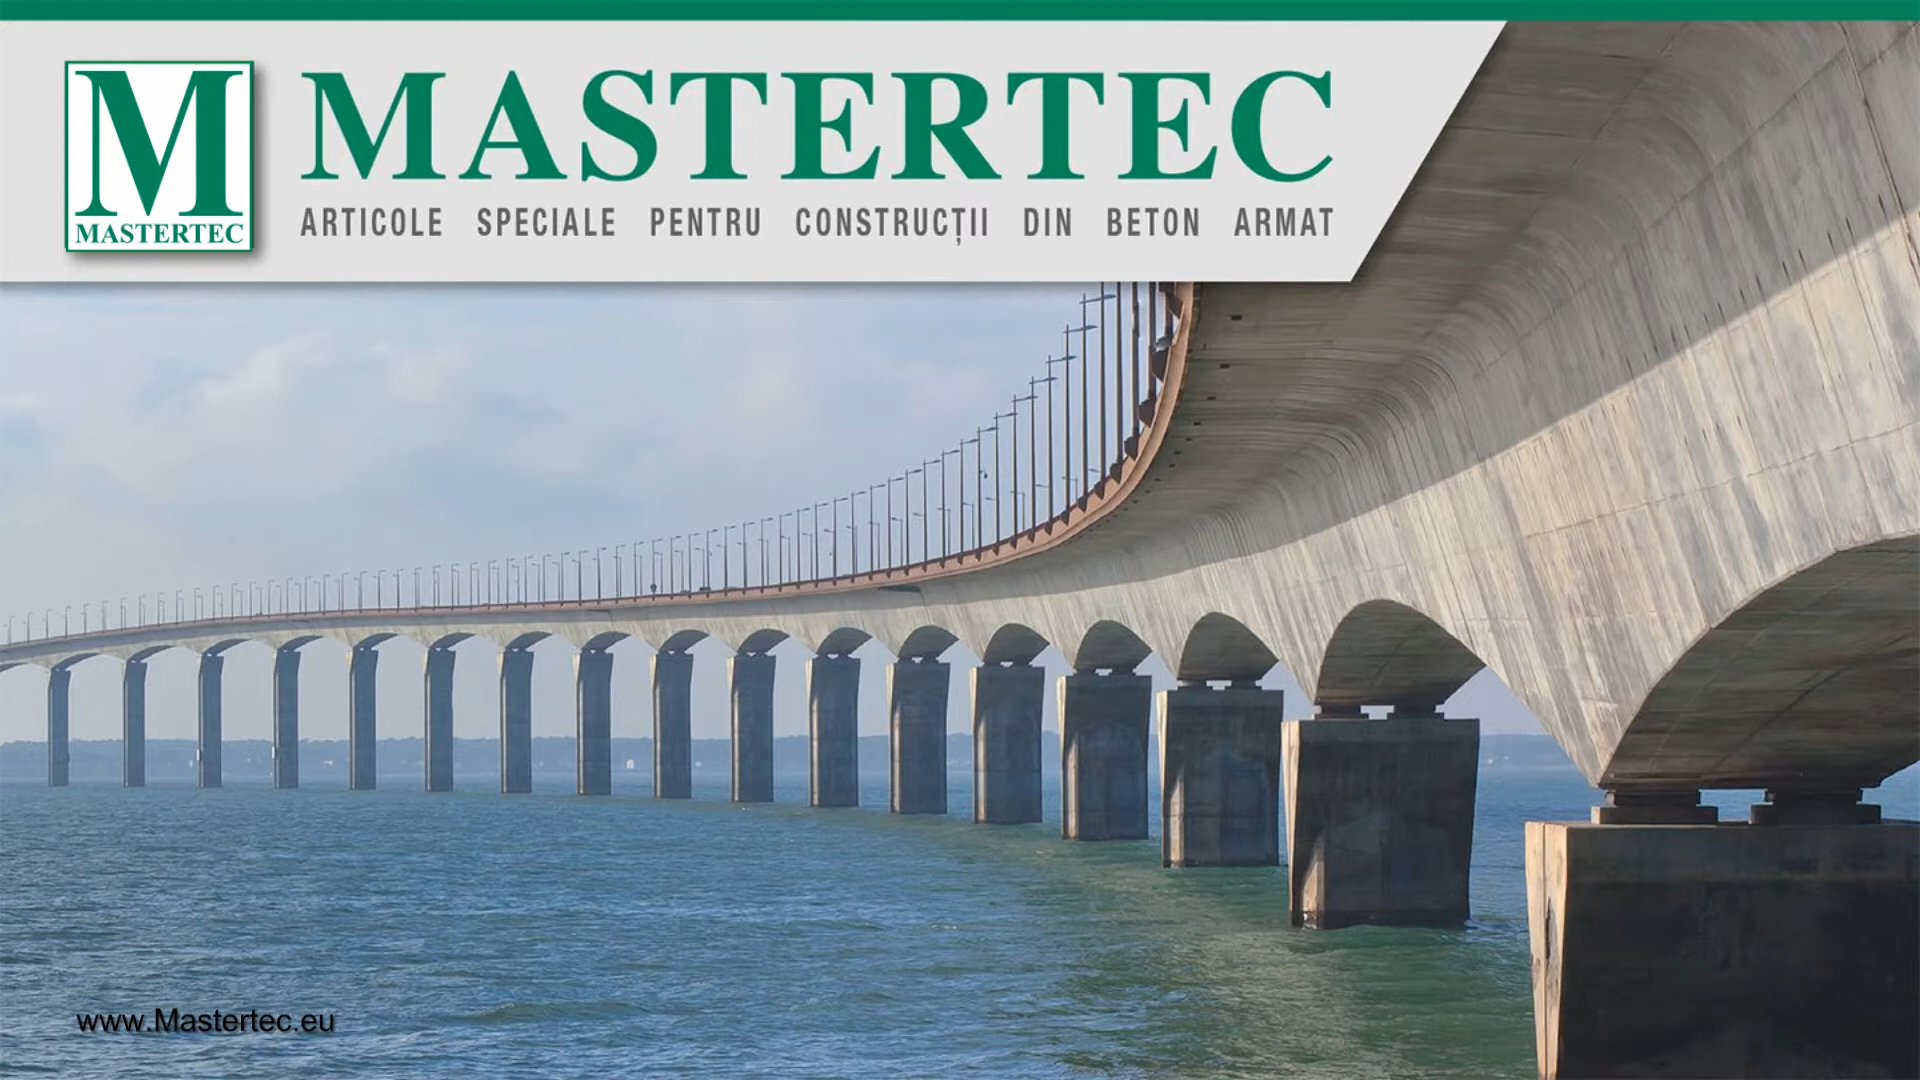 M
MASTERTEC
MASTERTEC
ARTICOLE SPECIALE PENTRU CONSTRUCȚII DIN BETON ARMAT
www.Mastertec.eu